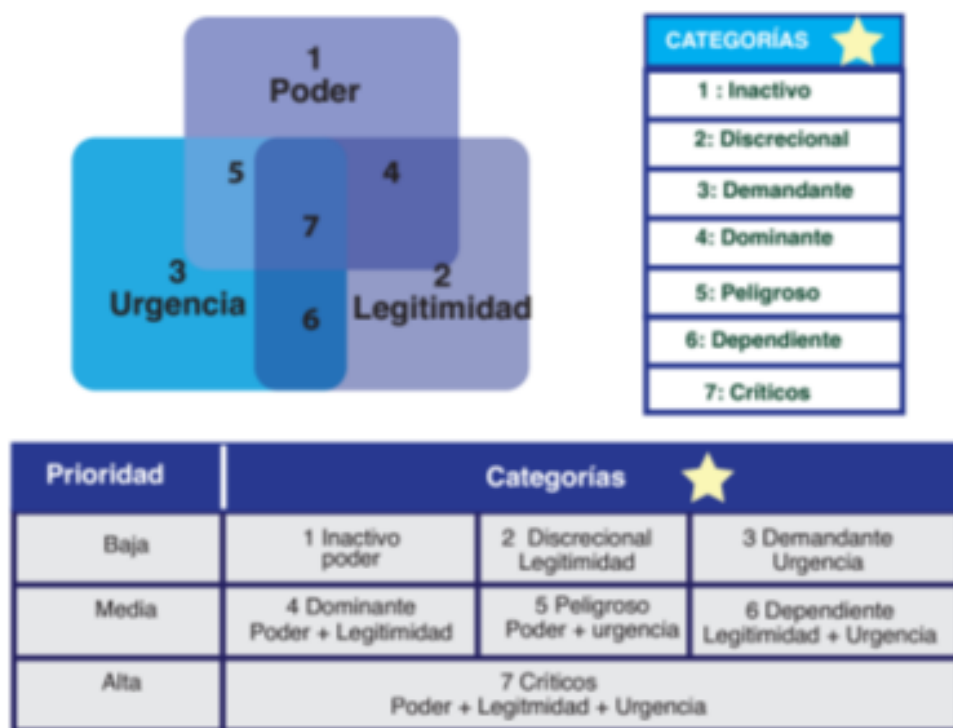 1
Poder
5
4
7
3
Urgencia
2
Legitimidad
6
CATEGORÍAS
1 : Inactivo
2: Discrecional
3: Demandante
4: Dominante
5: Peligroso
6: Dependiente
7: Críticos
Prioridad
Categorías
Baja
1 Inactivo
poder
2 Discrecional
Legitimidad
3 Demandante
Urgencia
Media
4 Dominante
Poder + Legitimidad
5 Peligroso
Poder + urgencia
6 Dependiente
Legitimidad + Urgencia
Alta
7 Críticos
Poder + Legitmidad + Urgencia